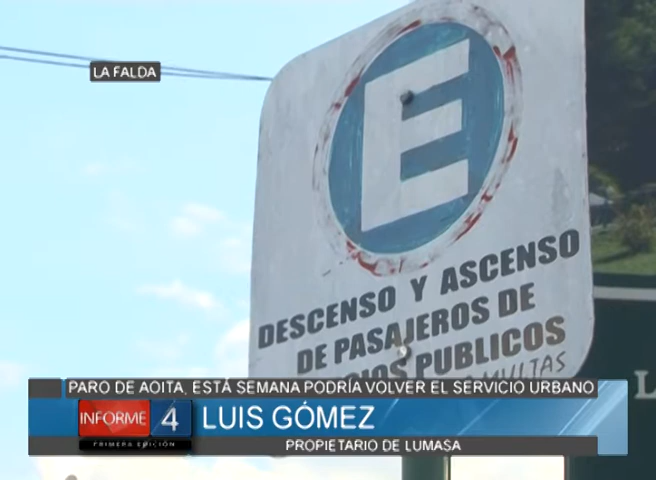 LA FALDA
E
DESCENSO Y ASCENSO
DE PASAJEROS DE
PUBLICOS
MULTAS
PARO DE AOITA, ESTÁ SEMANA PODRÍA VOLVER EL SERVICIO URBANO
INFORME 4
LUIS GÓMEZ
PRIMERA EDICIÓN
PROPIETARIO DE LUMASA
L